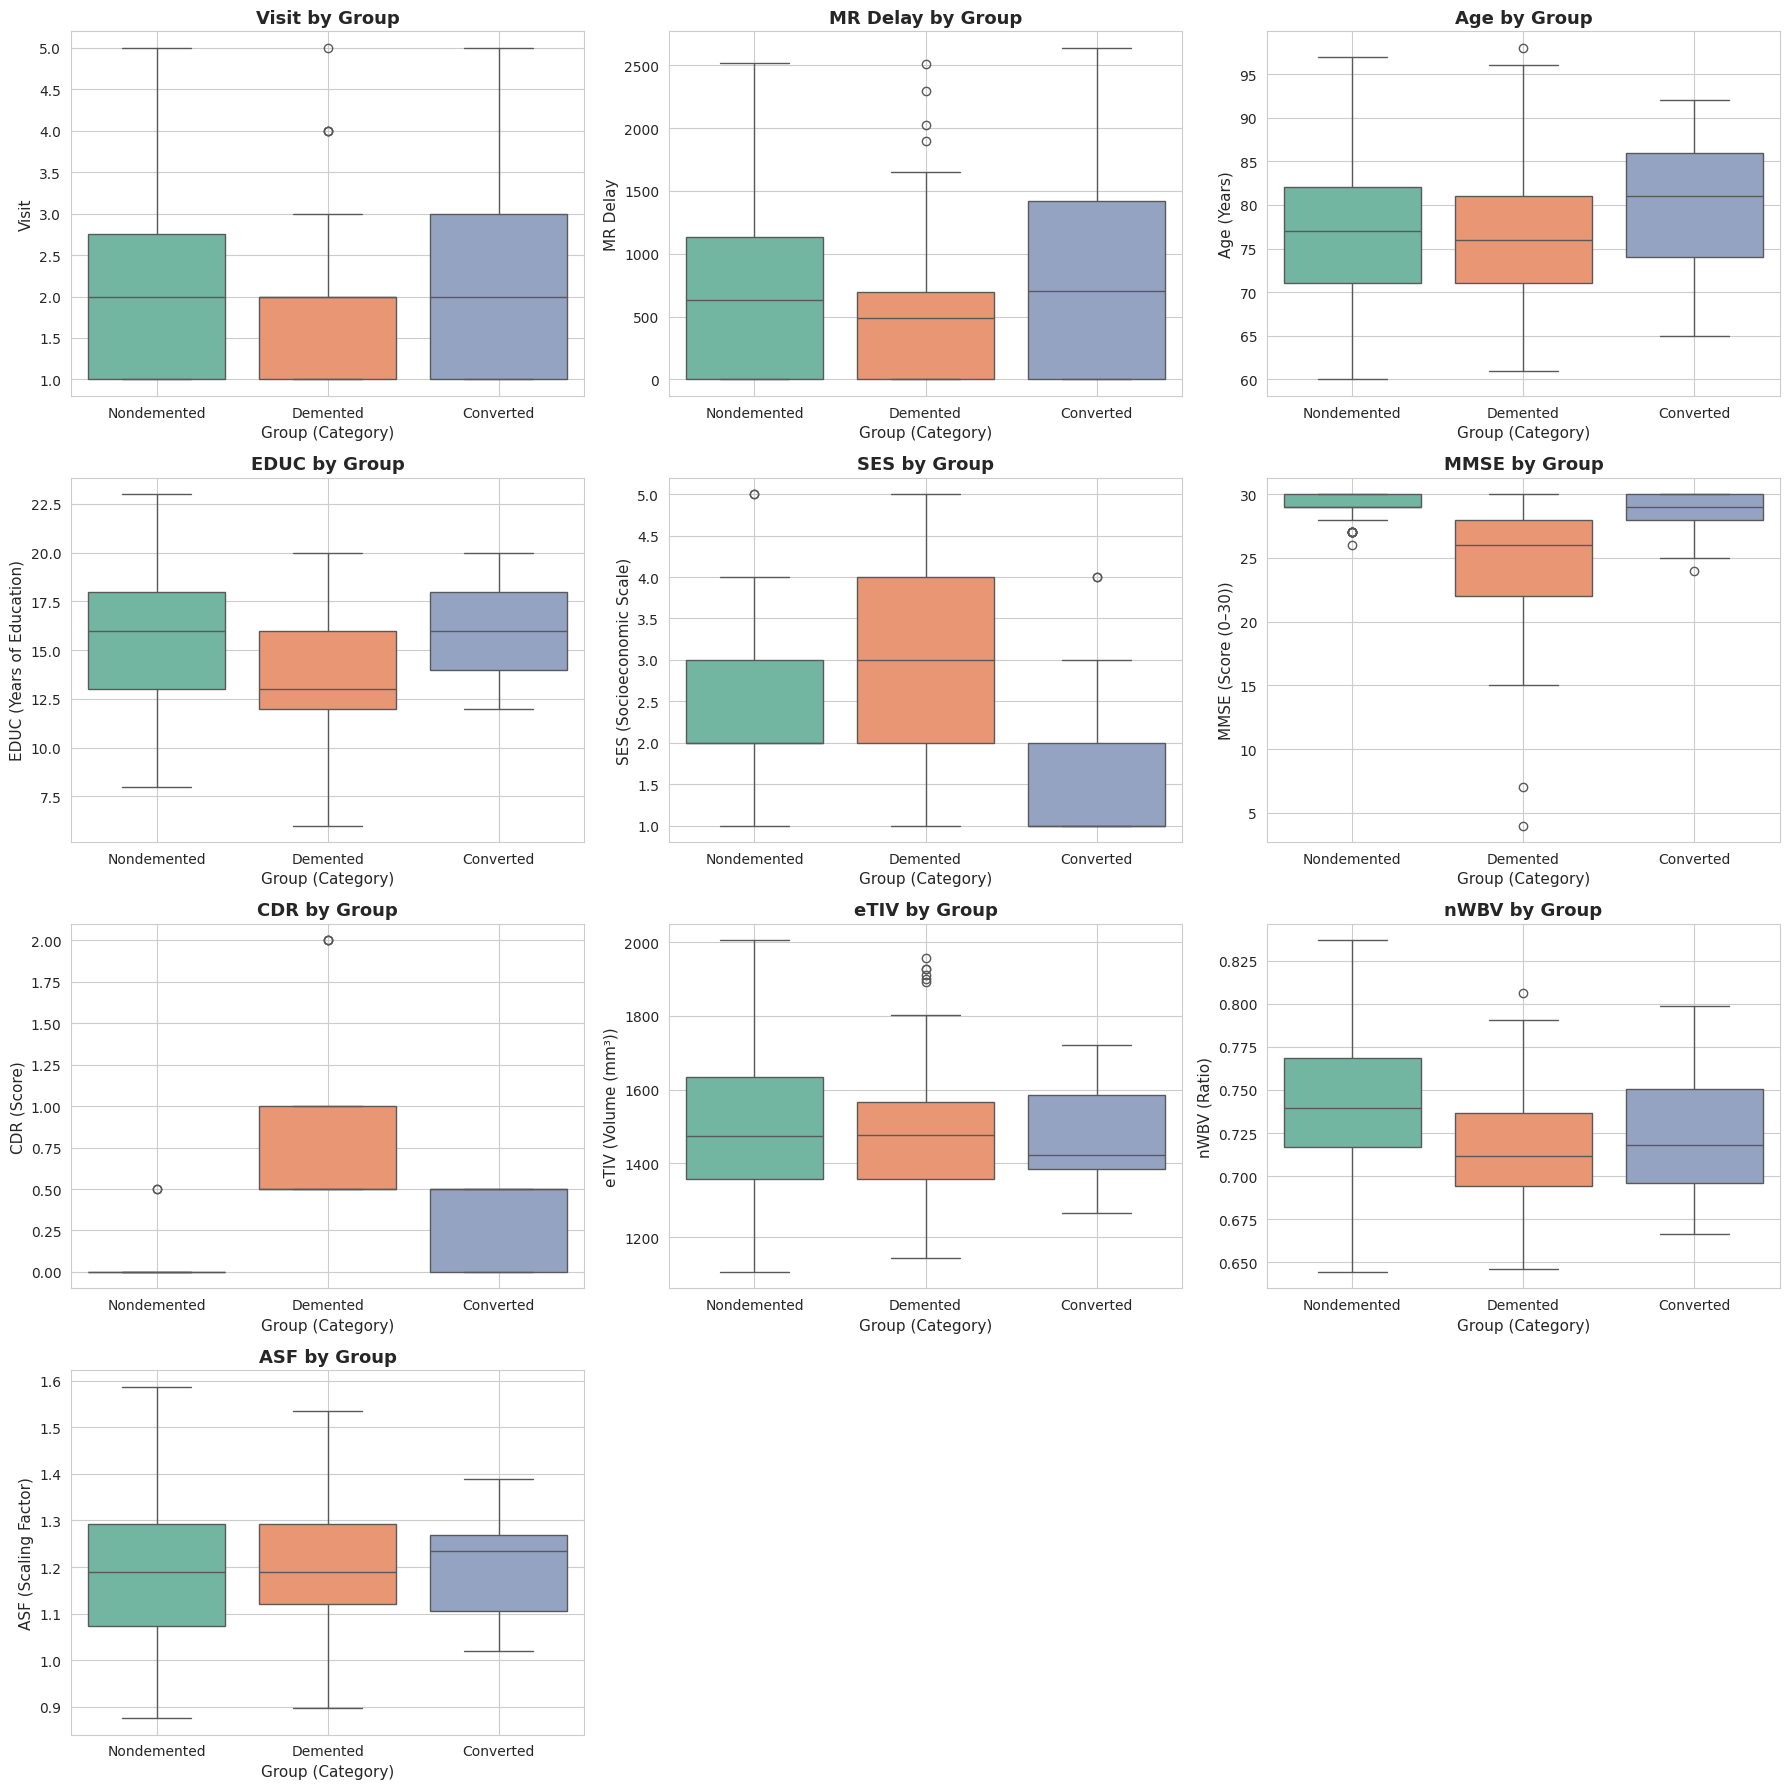 Visit by Group
Visit
5.0
4.5
4.0
3.5
3.0
2.5
2.0
1.5
1.0
Nondemented Demented Converted
Group (Category)
MR Delay by Group
MR Delay
2500
2000
1500
1000
500
0
Nondemented Demented Converted
Group (Category)
Age by Group
Age (Years)
95
90
85
80
75
70
65
60
Nondemented Demented Converted
Group (Category)
EDUC by Group
EDUC (Years of Education)
22.5
20.0
17.5
15.0
12.5
10.0
7.5
Nondemented Demented Converted
Group (Category)
SES by Group
SES (Socioeconomic Scale)
5.0
4.5
4.0
3.5
3.0
2.5
2.0
1.5
1.0
Nondemented Demented Converted
Group (Category)
MMSE by Group
MMSE (Score (0–30))
30
25
20
15
10
5
Nondemented Demented Converted
Group (Category)
CDR by Group
CDR (Score)
2.00
1.75
1.50
1.25
1.00
0.75
0.50
0.25
0.00
Nondemented Demented Converted
Group (Category)
eTIV by Group
eTIV (Volume (mm³))
2000
1800
1600
1400
1200
Nondemented Demented Converted
Group (Category)
nWBV by Group
nWBV (Ratio)
0.825
0.800
0.775
0.750
0.725
0.700
0.675
0.650
Nondemented Demented Converted
Group (Category)
ASF by Group
ASF (Scaling Factor)
1.6
1.5
1.4
1.3
1.2
1.1
1.0
0.9
Nondemented Demented Converted
Group (Category)